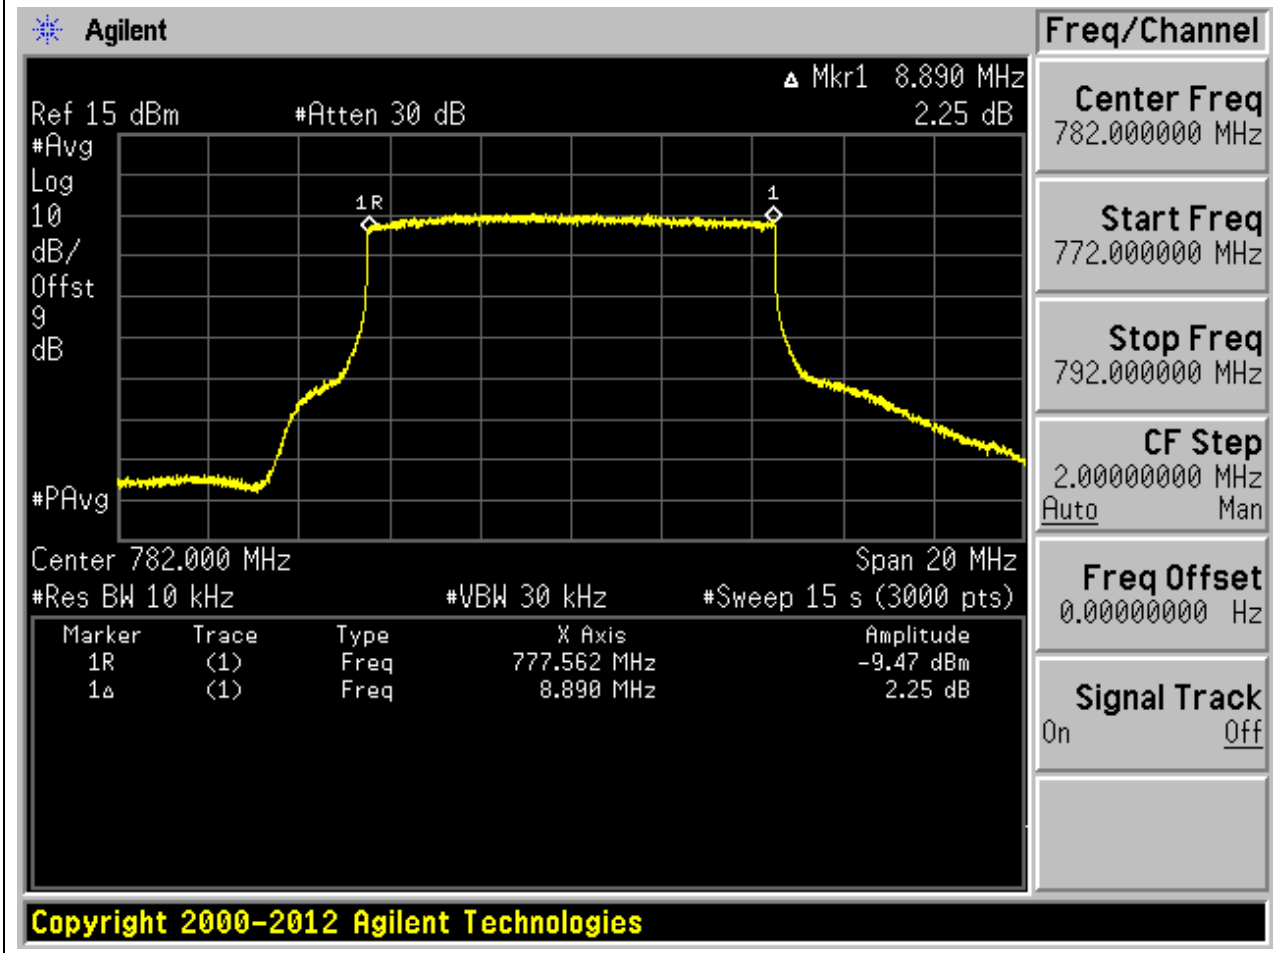 Agilent
Freq/Channel
Δ Mkr1 8.890 MHz
Ref 15 dBm #Atten 30 dB 2.25 dB
#Avg
Log
10
dB/
Offst
9
dB
#PAvg
1R
1
Center 782.000 MHz Span 20 MHz
#Res BW 10 kHz #VBW 30 kHz #Sweep 15 s (3000 pts)
Marker Trace Type X Axis Amplitude
1R (1) Freq 777.562 MHz -9.47 dBm
1Δ (1) Freq 8.890 MHz 2.25 dB
Center Freq
782.000000 MHz
Start Freq
772.000000 MHz
Stop Freq
792.000000 MHz
CF Step
2.00000000 MHz
Auto Man
Freq Offset
0.00000000 Hz
Signal Track
On Off
Copyright 2000-2012 Agilent Technologies